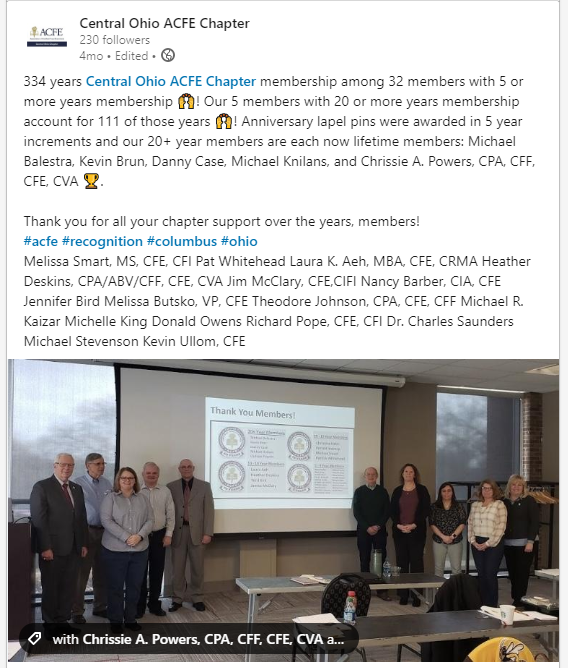 Central Ohio ACFE Chapter
230 followers
4mo • Edited •
ACFE
334 years Central Ohio ACFE Chapter membership among 32 members with 5 or
more years membership 🙌! Our 5 members with 20 or more years membership
account for 111 of those years 🙌! Anniversary lapel pins were awarded in 5 year
increments and our 20+ year members are each now lifetime members: Michael
Balestra, Kevin Brun, Danny Case, Michael Knilans, and Chrissie A. Powers, CPA, CFF,
CFE, CVA 🏆.
Thank you for all your chapter support over the years, members!
#acfe #recognition #columbus #ohio
Melissa Smart, MS, CFE, CFI Pat Whitehead Laura K. Aeh, MBA, CFE, CRMA Heather
Deskins, CPA/ABV/CFF, CFE, CVA Jim McClary, CFE,CIFI Nancy Barber, CIA, CFE
Jennifer Bird Melissa Butsko, VP, CFE Theodore Johnson, CPA, CFE, CFF Michael R.
Kaizar Michelle King Donald Owens Richard Pope, CFE, CFI Dr. Charles Saunders
Michael Stevenson Kevin Ullom, CFE
Thank You Members!
with Chrissie A. Powers, CPA, CFF, CFE, CVA a...